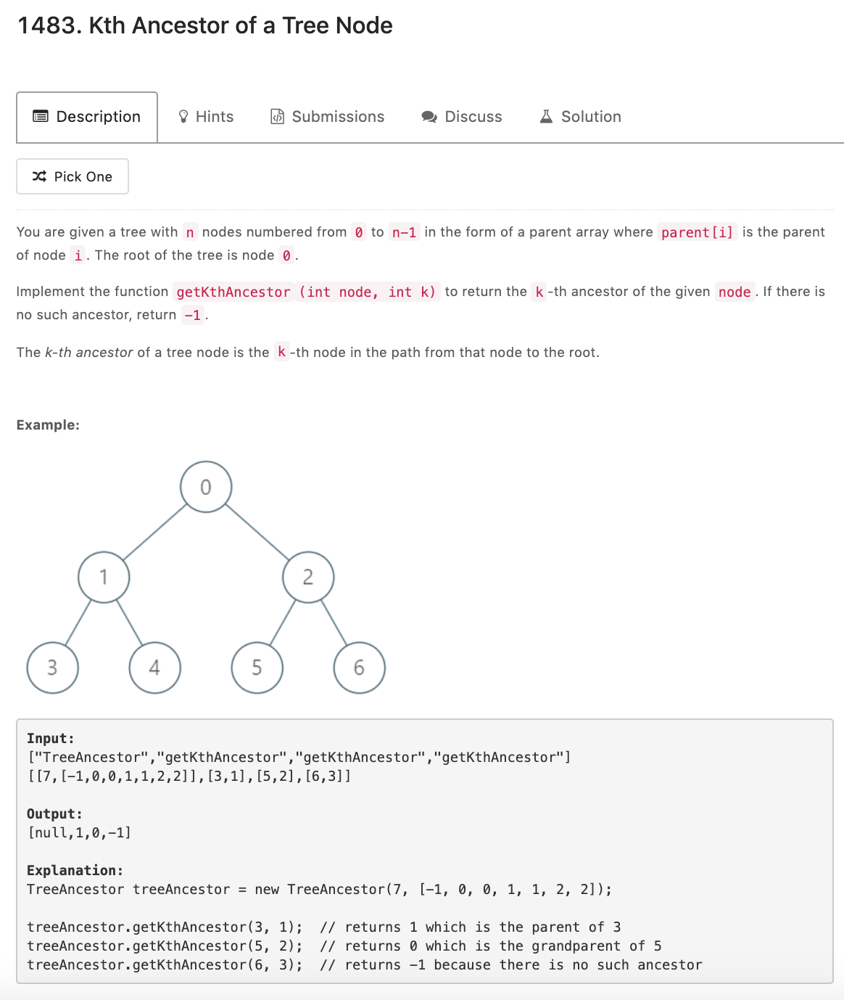 1483. Kth Ancestor of a Tree Node
Description
Hints
Submissions
Discuss
Solution
Pick One
You are given a tree with n nodes numbered from 0 to n-1 in the form of a parent array where parent[i] is the parent
of node i. The root of the tree is node 0.
Implement the function getKthAncestor (int node, int k) to return the k-th ancestor of the given node. If there is
no such ancestor, return -1.
The k-th ancestor of a tree node is the k-th node in the path from that node to the root.
Example:
0
1
2
3
4
5
6
Input:
["TreeAncestor","getKthAncestor","getKthAncestor","getKthAncestor"]
[[7,[-1,0,0,1,1,2,2]],[3,1],[5,2],[6,3]]
Output:
[null,1,0,-1]
Explanation:
TreeAncestor treeAncestor = new TreeAncestor(7, [-1, 0, 0, 1, 1, 2, 2]);
treeAncestor.getKthAncestor(3, 1);  // returns 1 which is the parent of 3
treeAncestor.getKthAncestor(5, 2);  // returns 0 which is the grandparent of 5
treeAncestor.getKthAncestor(6, 3);  // returns -1 because there is no such ancestor